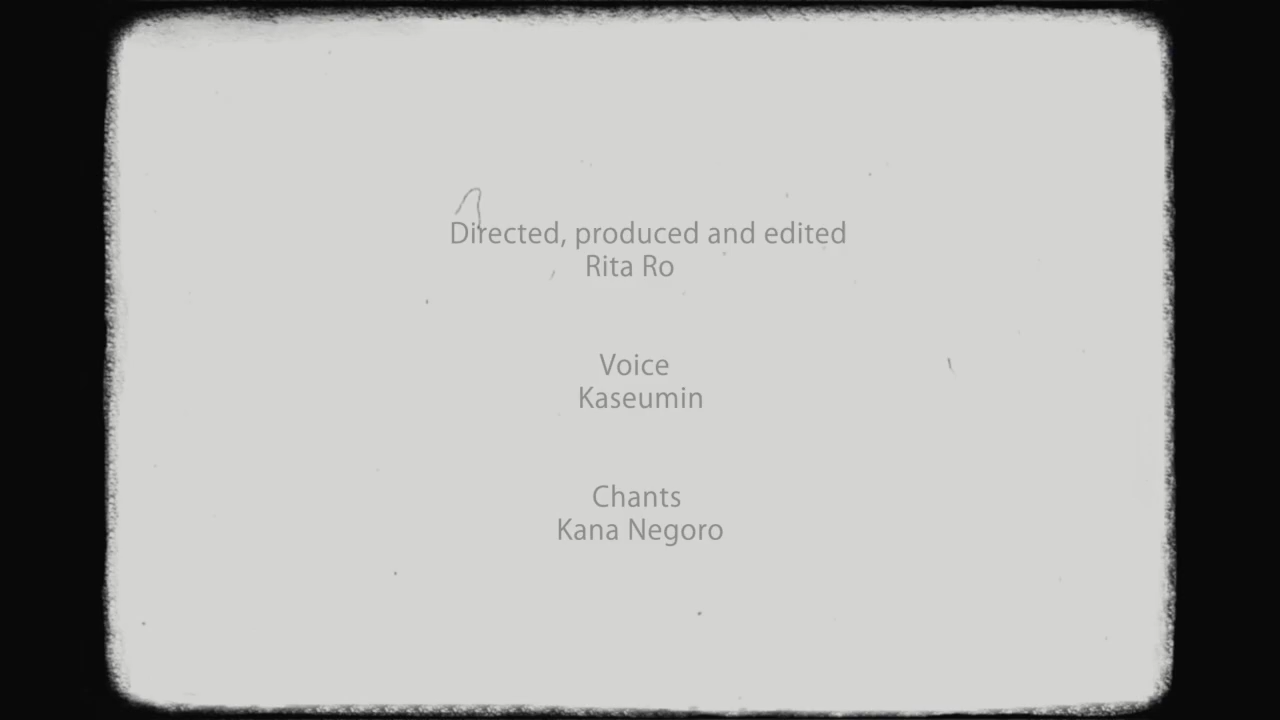 Directed, produced and edited
Rita Ro
Voice
Kaseumin
Chants
Kana Negoro